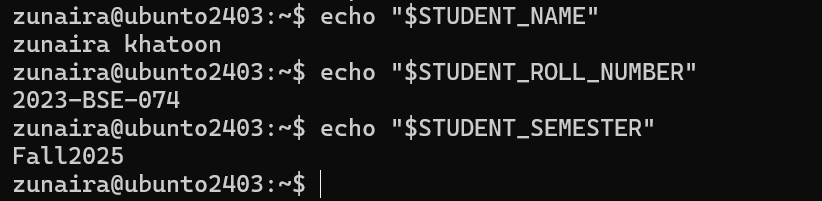 zunaira@ubunto2403:~$ echo "$STUDENT_NAME"
zunaira khatoon
zunaira@ubunto2403:~$ echo "$STUDENT_ROLL_NUMBER"
2023-BSE-074
zunaira@ubunto2403:~$ echo "$STUDENT_SEMESTER"
Fall2025
zunaira@ubunto2403:~$